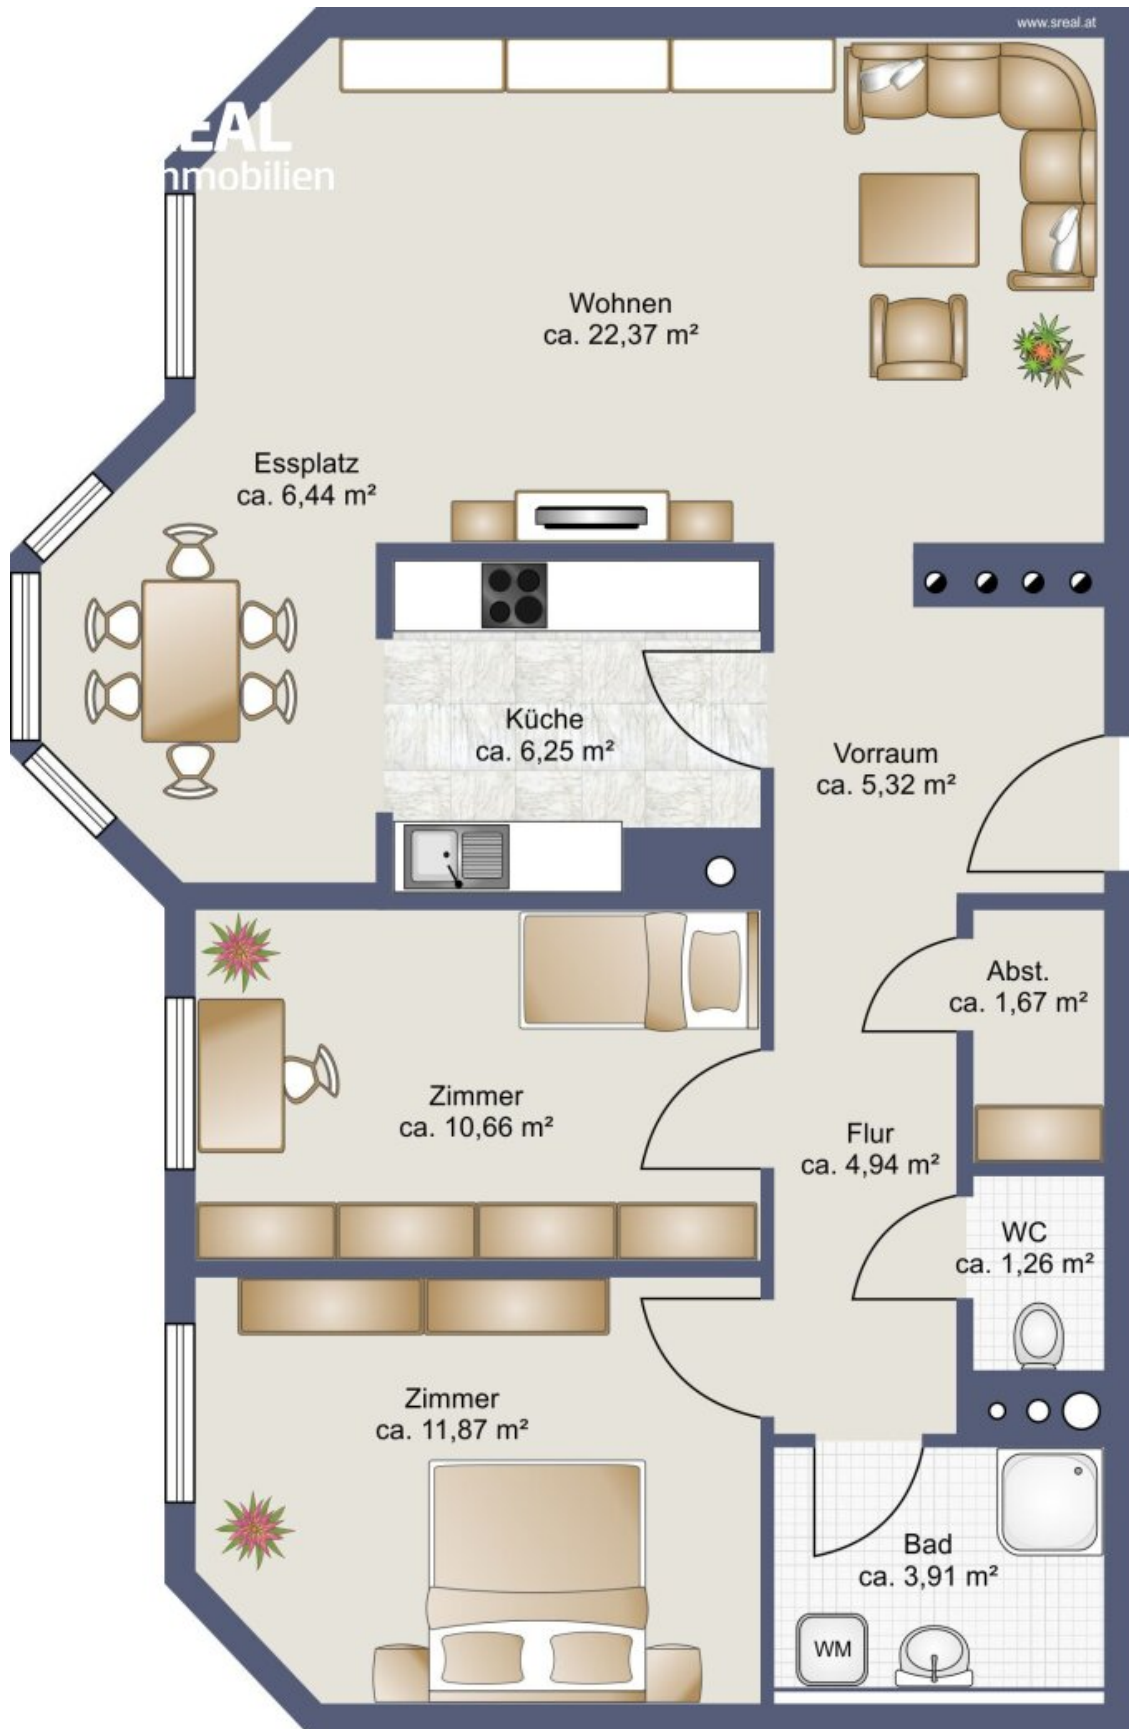 www.sreal.at
REAL
mmobilien
Wohnen
ca. 22,37 m²
Essplatz
ca. 6,44 m²
Küche
ca. 6,25 m²
Vorraum
ca. 5,32 m²
Abst.
ca. 1,67 m²
Zimmer
ca. 10,66 m²
Flur
ca. 4,94 m²
WC
ca. 1,26 m²
Zimmer
ca. 11,87 m²
Bad
ca. 3,91 m²
WM